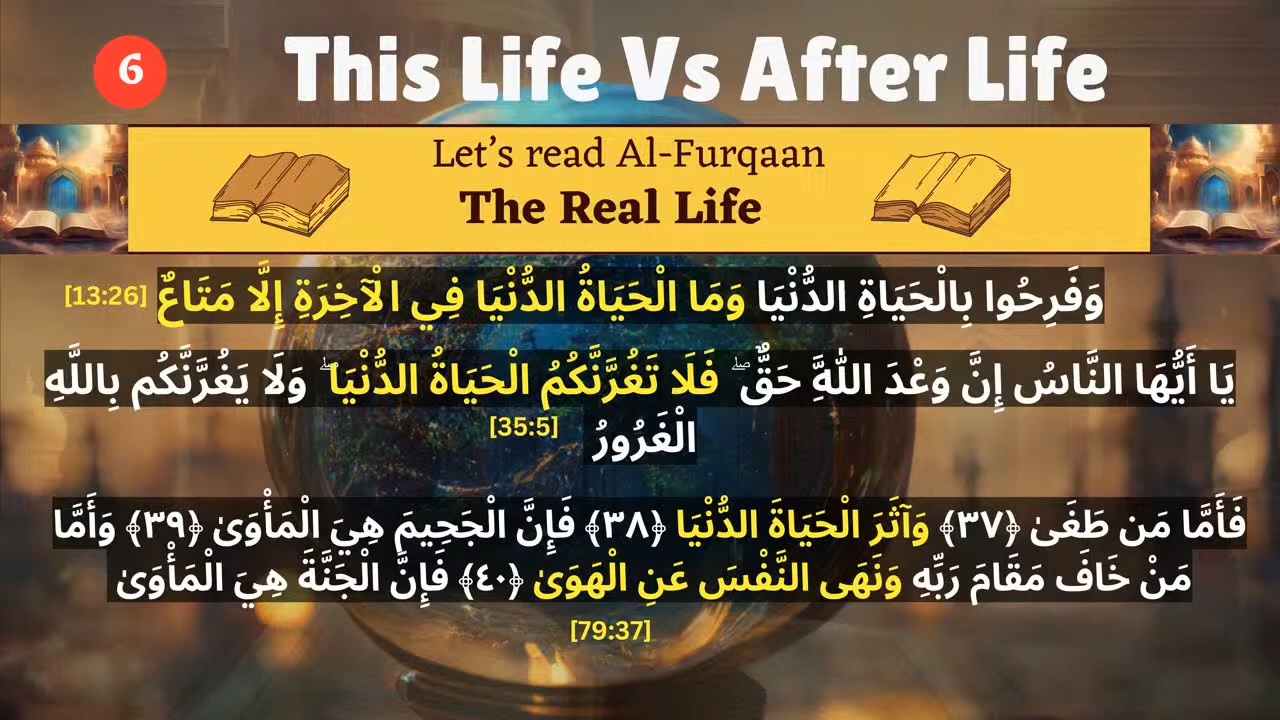 6
This Life Vs After Life
Let's read Al-Furqaan
The Real Life
وَفَرِحُوا بِالْحَيَاةِ الدُّنْيَا وَمَا الْحَيَاةُ الدُّنْيَا فِي الْآخِرَةِ إِلَّا مَتَاعٌ [13:26]
يَا أَيُّهَا النَّاسُ إِنَّ وَعْدَ اللَّهِ حَقٌّ ۖ فَلَا تَغُرَّنَّكُمُ الْحَيَاةُ الدُّنْيَا ۖ وَلَا يَغُرَّنَّكُم بِاللَّهِ
الْغَرُورُ [35:5]
فَأَمَّا مَن طَغَىٰ ﴿٣٧﴾ وَآثَرَ الْحَيَاةَ الدُّنْيَا ﴿٣٨﴾ فَإِنَّ الْجَحِيمَ هِيَ الْمَأْوَىٰ ﴿٣٩﴾ وَأَمَّا
مَنْ خَافَ مَقَامَ رَبِّهِ وَنَهَى النَّفْسَ عَنِ الْهَوَىٰ ﴿٤٠﴾ فَإِنَّ الْجَنَّةَ هِيَ الْمَأْوَىٰ
[79:37]